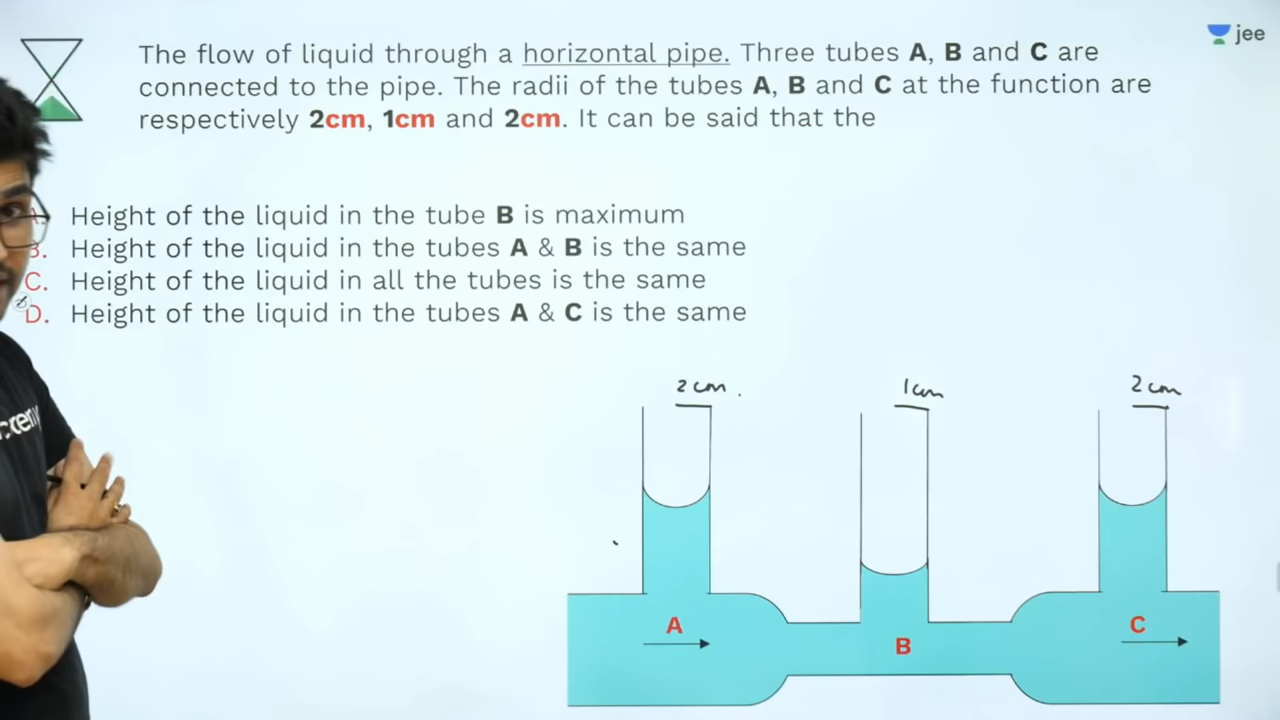 jee
The flow of liquid through a horizontal pipe. Three tubes A, B and C are
connected to the pipe. The radii of the tubes A, B and C at the function are
respectively 2cm, 1cm and 2cm. It can be said that the
Height of the liquid in the tube B is maximum
B. Height of the liquid in the tubes A & B is the same
C. Height of the liquid in all the tubes is the same
D. Height of the liquid in the tubes A & C is the same
2cm. 1cm 2cm
A B C